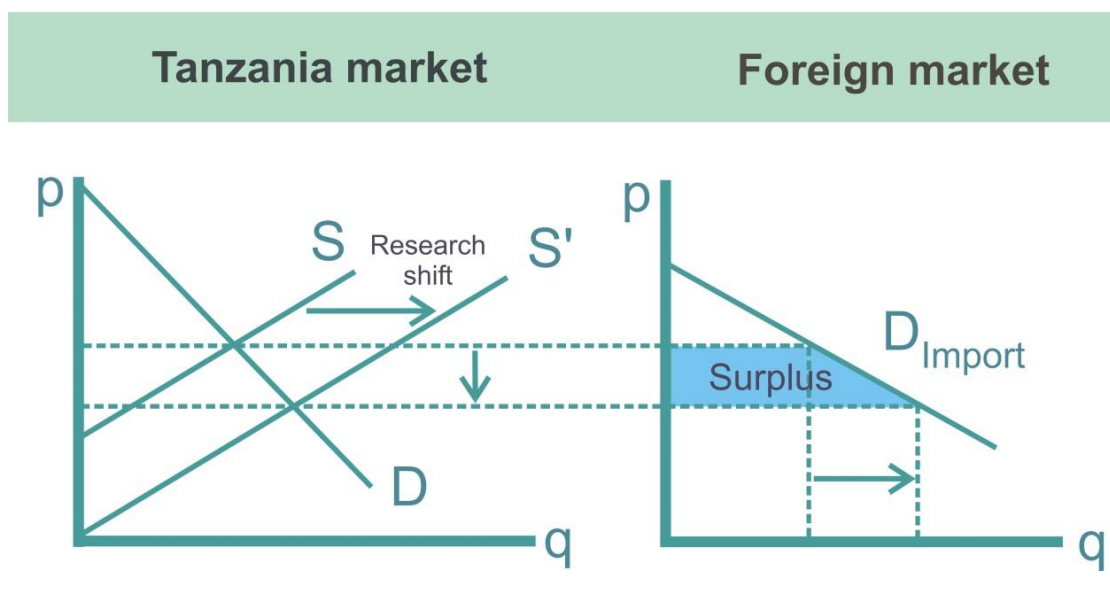 Tanzania market
Foreign market
p
S
Research
shift
S'
D
q
p
D Import
Surplus
q